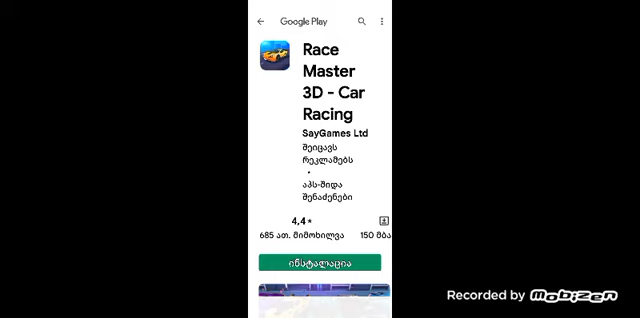 Google Play
Race
Master
3D - Car
Racing
SayGames Ltd
შეიცავს
რეკლამებს
•
აპს-შიდა
შენაძენები
4,4★
685 ათ. მიმოხილვა 150 მბა
ინსტალაცია
Recorded by mobizen